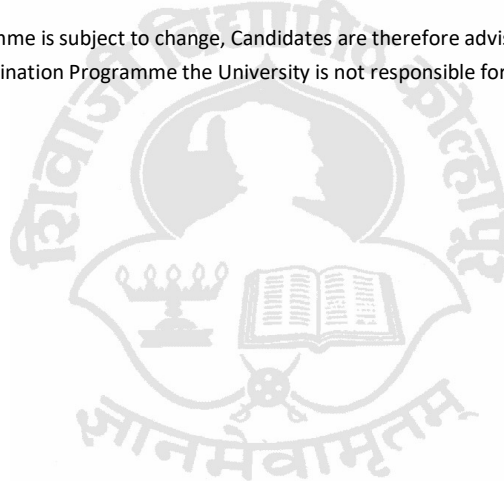 mme is subject to change, Candidates are therefore advis
ination Programme the University is not responsible for
शिवाजी विद्यापीठ कोल्हापूर
ज्ञानमेवामृतम्